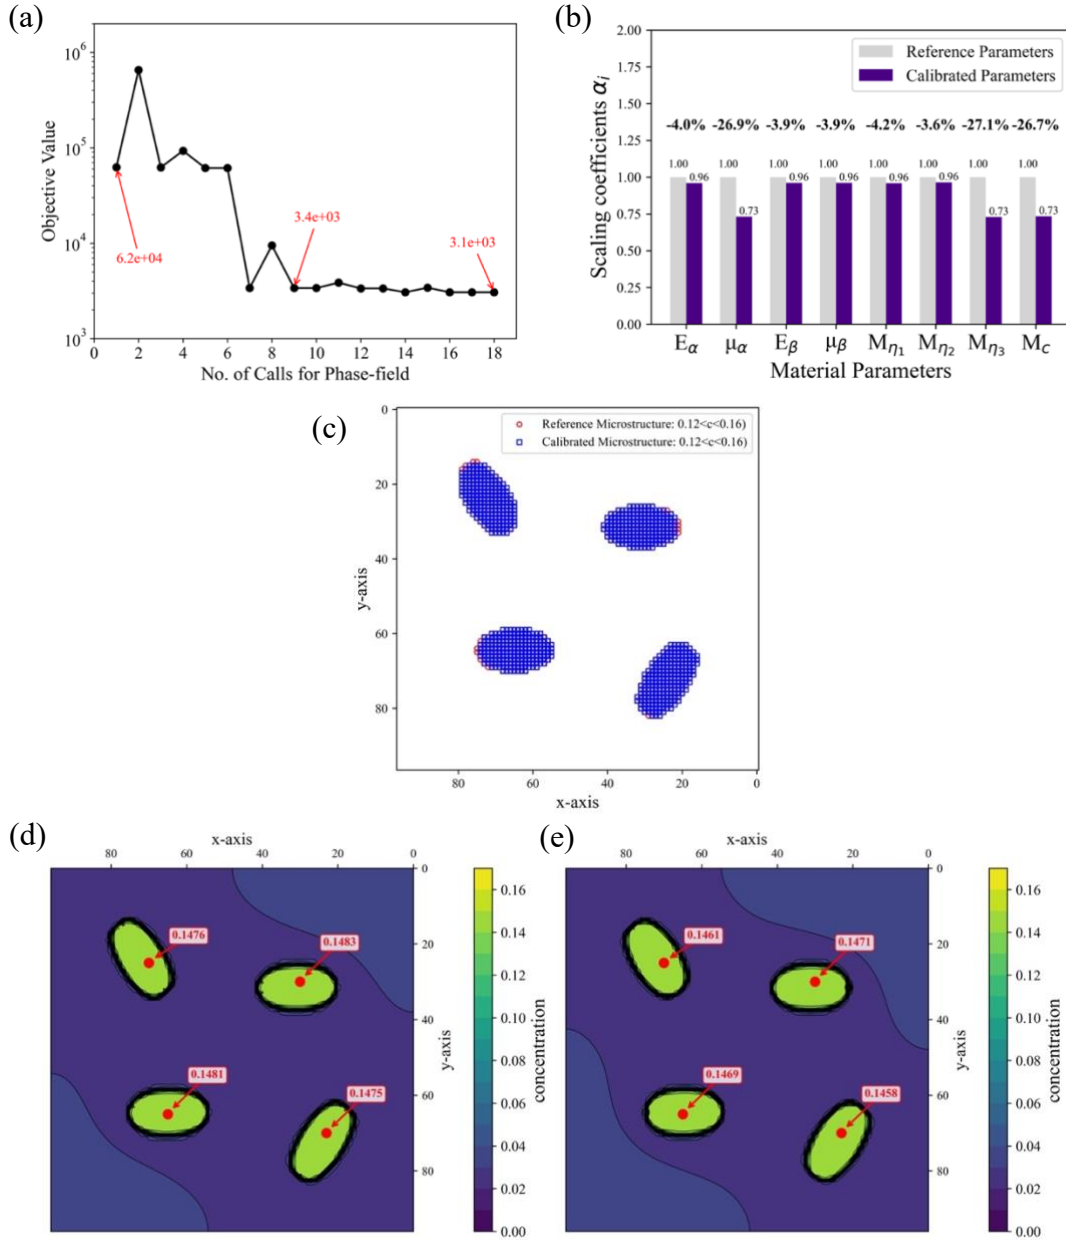 (a)
10^6
10^5
10^4
10^3
Objective Value
6.2e+04
3.4e+03
3.1e+03
0 2 4 6 8 10 12 14 16 18
No. of Calls for Phase-field
(b)
2.00
1.75
1.50
1.25
1.00
0.75
0.50
0.25
0.00
Scaling coefficients α_i
Reference Parameters
Calibrated Parameters
-4.0% -26.9% -3.9% -3.9% -4.2% -3.6% -27.1% -26.7%
1.00 1.00 1.00 1.00 1.00 1.00 1.00 1.00
0.96 0.73 0.96 0.96 0.96 0.96 0.73 0.73
E_α μ_α E_β μ_β M_η1 M_η2 M_η3 M_c
Material Parameters
(c)
Reference Microstructure: 0.12<c<0.16)
Calibrated Microstructure: 0.12<c<0.16)
0
20
40
60
80
y-axis
80 60 40 20 0
x-axis
(d)
x-axis
80 60 40 20 0
0
20
40
60
80
y-axis
0.1476
0.1483
0.1481
0.1475
0.16
0.14
0.12
0.10
0.08
0.06
0.04
0.02
0.00
concentration
(e)
x-axis
80 60 40 20 0
0
20
40
60
80
y-axis
0.1461
0.1471
0.1469
0.1458
0.16
0.14
0.12
0.10
0.08
0.06
0.04
0.02
0.00
concentration